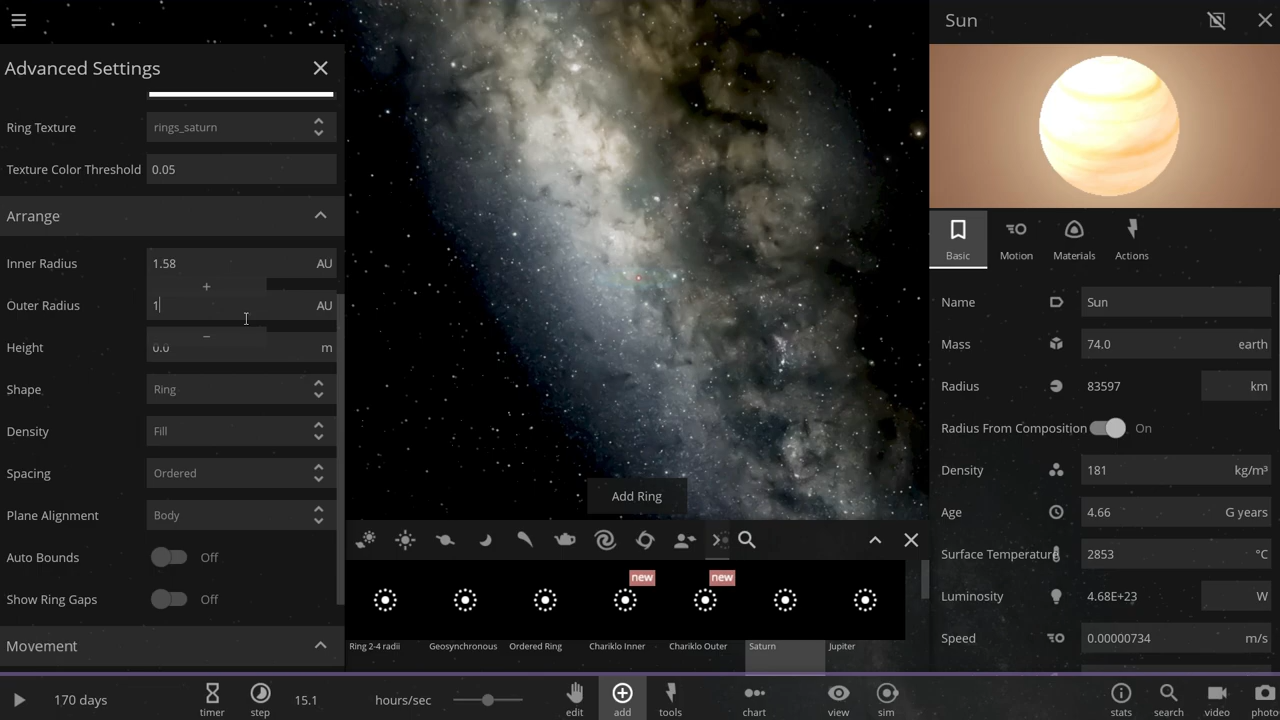 Advanced Settings
Ring Texture
rings_saturn
Texture Color Threshold
0.05
Arrange
Inner Radius
1.58
AU
+
Outer Radius
1
AU
−
Height
0.0
m
Shape
Ring
Density
Fill
Spacing
Ordered
Plane Alignment
Body
Auto Bounds
Off
Show Ring Gaps
Off
Movement
Add Ring
new
new
Ring 2-4 radii
Geosynchronous
Ordered Ring
Chariklo Inner
Chariklo Outer
Saturn
Jupiter
Sun
Basic
Motion
Materials
Actions
Name
Sun
Mass
74.0
earth
Radius
83597
km
Radius From Composition
On
Density
181
kg/m³
Age
4.66
G years
Surface Temperature
2853
°C
Luminosity
4.68E+23
W
Speed
0.00000734
m/s
170 days
timer
step
15.1
hours/sec
edit
add
tools
chart
view
sim
stats
search
video
photo